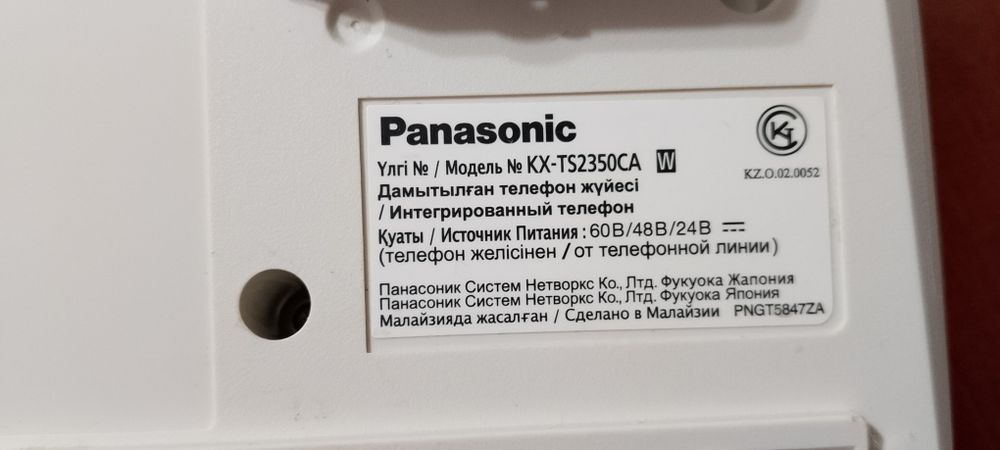 Panasonic
Үлгі № / Модель № KX-TS2350CA W
Дамытылған телефон жүйесі
/ Интегрированный телефон
Қуаты / Источник Питания : 60В/48В/24В
(телефон желісінен / от телефонной линии)
Панасоник Систем Нетворкс Ко., Лтд. Фукуока Жапония
Панасоник Систем Нетворкс Ко., Лтд. Фукуока Япония
Малайзияда жасалған / Сделано в Малайзии PNGT5847ZA
KZ.O.02.0052